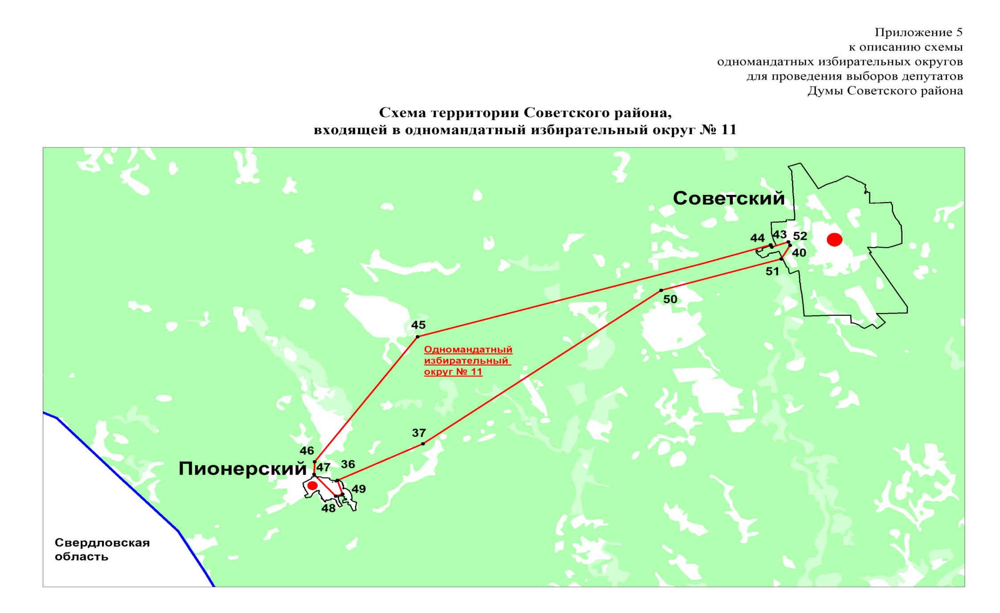 Приложение 5
к описанию схемы
одномандатных избирательных округов
для проведения выборов депутатов
Думы Советского района
Схема территории Советского района,
входящей в одномандатный избирательный округ № 11
Советский
44
43
52
40
51
50
45
Одномандатный
избирательный
округ № 11
37
46
Пионерский
47
36
49
48
Свердловская
область